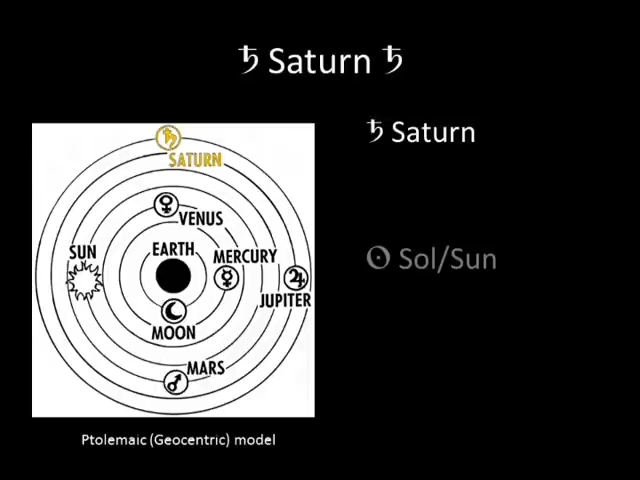 ♄ Saturn ♄
♄ Saturn
SATURN
VENUS
SUN
EARTH
MERCURY
☉ Sol/Sun
JUPITER
MOON
MARS
Ptolemaic (Geocentric) model